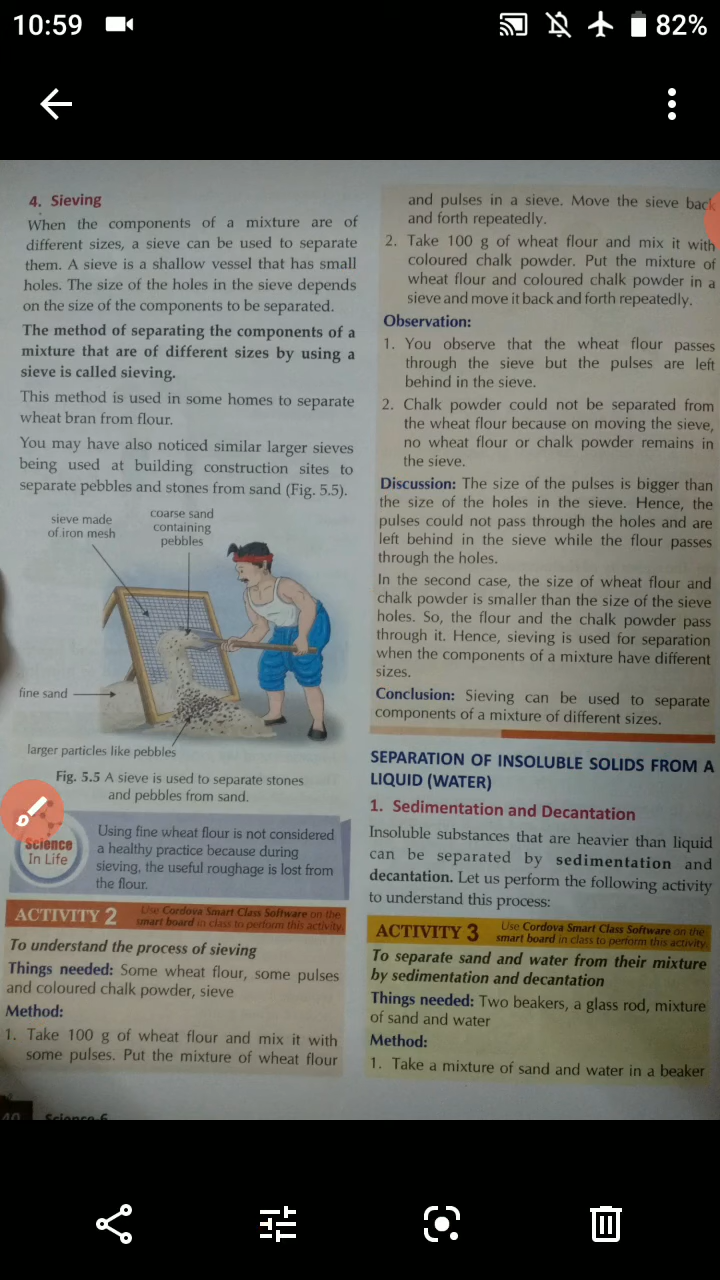 10:59
82%
4. Sieving
When the components of a mixture are of
different sizes, a sieve can be used to separate
them. A sieve is a shallow vessel that has small
holes. The size of the holes in the sieve depends
on the size of the components to be separated.
The method of separating the components of a
mixture that are of different sizes by using a
sieve is called sieving.
This method is used in some homes to separate
wheat bran from flour.
You may have also noticed similar larger sieves
being used at building construction sites to
separate pebbles and stones from sand (Fig. 5.5).
sieve made
of iron mesh
coarse sand
containing
pebbles
fine sand
larger particles like pebbles
Fig. 5.5 A sieve is used to separate stones
and pebbles from sand.
Science
In Life
Using fine wheat flour is not considered
a healthy practice because during
sieving, the useful roughage is lost from
the flour.
ACTIVITY 2
Use Cordova Smart Class Software on the
smart board in class to perform this activity.
To understand the process of sieving
Things needed: Some wheat flour, some pulses
and coloured chalk powder, sieve
Method:
1. Take 100 g of wheat flour and mix it with
some pulses. Put the mixture of wheat flour
40 Science-6
and pulses in a sieve. Move the sieve back
and forth repeatedly.
2. Take 100 g of wheat flour and mix it with
coloured chalk powder. Put the mixture of
wheat flour and coloured chalk powder in a
sieve and move it back and forth repeatedly.
Observation:
1. You observe that the wheat flour passes
through the sieve but the pulses are left
behind in the sieve.
2. Chalk powder could not be separated from
the wheat flour because on moving the sieve,
no wheat flour or chalk powder remains in
the sieve.
Discussion: The size of the pulses is bigger than
the size of the holes in the sieve. Hence, the
pulses could not pass through the holes and are
left behind in the sieve while the flour passes
through the holes.
In the second case, the size of wheat flour and
chalk powder is smaller than the size of the sieve
holes. So, the flour and the chalk powder pass
through it. Hence, sieving is used for separation
when the components of a mixture have different
sizes.
Conclusion: Sieving can be used to separate
components of a mixture of different sizes.
SEPARATION OF INSOLUBLE SOLIDS FROM A
LIQUID (WATER)
1. Sedimentation and Decantation
Insoluble substances that are heavier than liquid
can be separated by sedimentation and
decantation. Let us perform the following activity
to understand this process:
ACTIVITY 3
Use Cordova Smart Class Software on the
smart board in class to perform this activity.
To separate sand and water from their mixture
by sedimentation and decantation
Things needed: Two beakers, a glass rod, mixture
of sand and water
Method:
1. Take a mixture of sand and water in a beaker